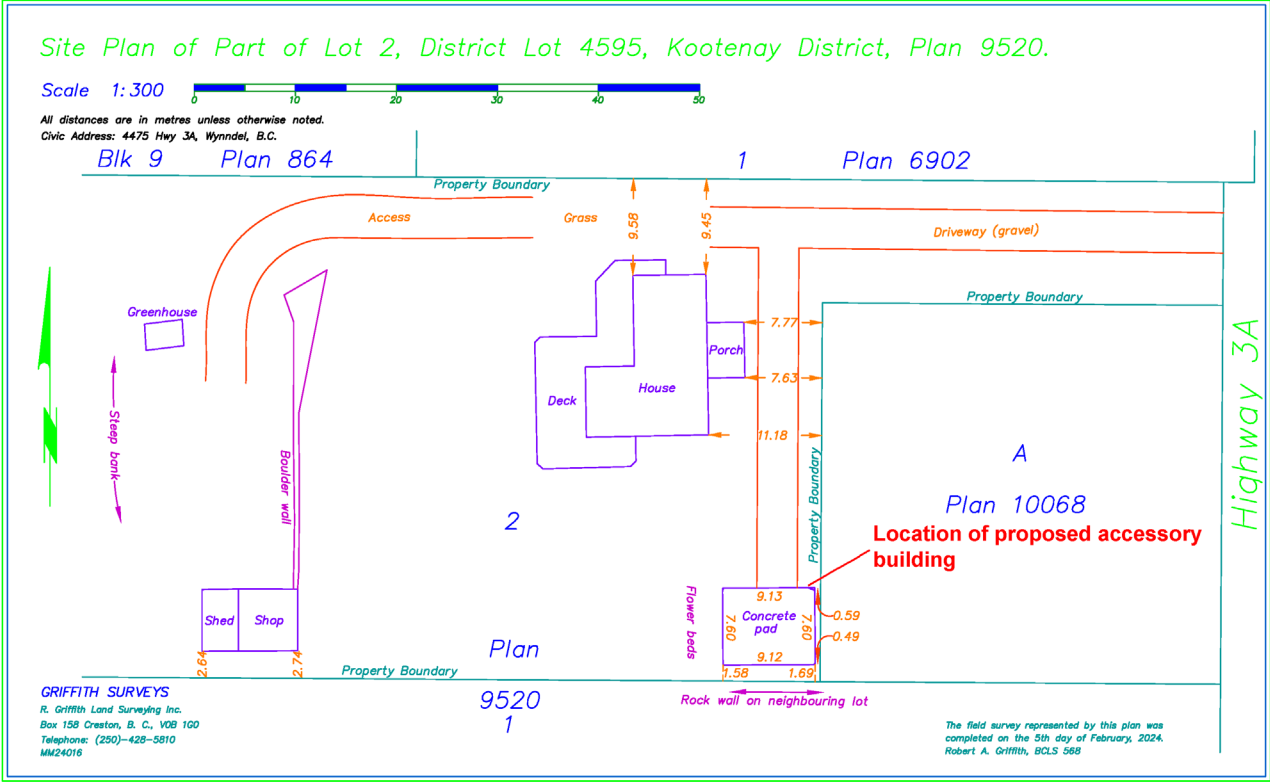 Site Plan of Part of Lot 2, District Lot 4595, Kootenay District, Plan 9520.
Scale 1:300
0 10 20 30 40 50
All distances are in metres unless otherwise noted.
Civic Address: 4475 Hwy 3A, Wynndel, B.C.
Blk 9 Plan 864
1 Plan 6902
Property Boundary
Access
Grass
9.58
9.45
Driveway (gravel)
Property Boundary
Greenhouse
7.77
Porch
7.63
House
Deck
11.18
Steep bank
Boulder wall
Property Boundary
A
Plan 10068
Highway 3A
2
Location of proposed accessory
building
Shed
Shop
Flower beds
9.13
Concrete
pad
7.60
7.60
0.59
0.49
9.12
1.58
1.69
Plan
2.64
2.74
Property Boundary
9520
1
Rock wall on neighbouring lot
GRIFFITH SURVEYS
R. Griffith Land Surveying Inc.
Box 158 Creston, B. C., V0B 1G0
Telephone: (250)-428-5810
MM24016
The field survey represented by this plan was
completed on the 5th day of February, 2024.
Robert A. Griffith, BCLS 568